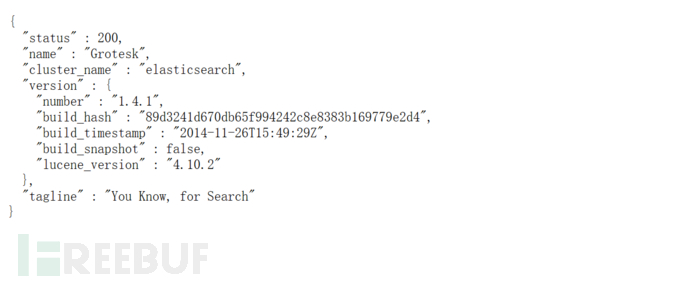 {
"status" : 200,
"name" : "Grotesk",
"cluster_name" : "elasticsearch",
"version" : {
"number" : "1.4.1",
"build_hash" : "89d3241d670db65f994242c8e8383b169779e2d4",
"build_timestamp" : "2014-11-26T15:49:29Z",
"build_snapshot" : false,
"lucene_version" : "4.10.2"
},
"tagline" : "You Know, for Search"
}
FREEBUF